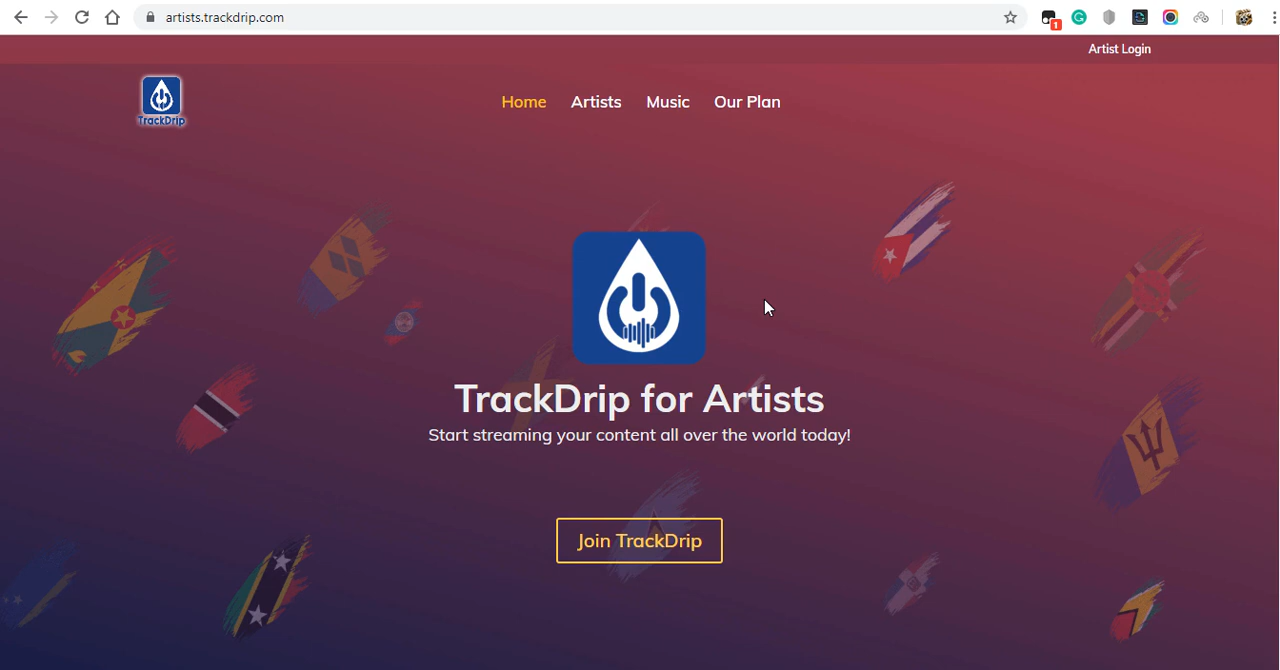 artists.trackdrip.com
1
Artist Login
TrackDrip
Home Artists Music Our Plan
TrackDrip for Artists
Start streaming your content all over the world today!
Join TrackDrip